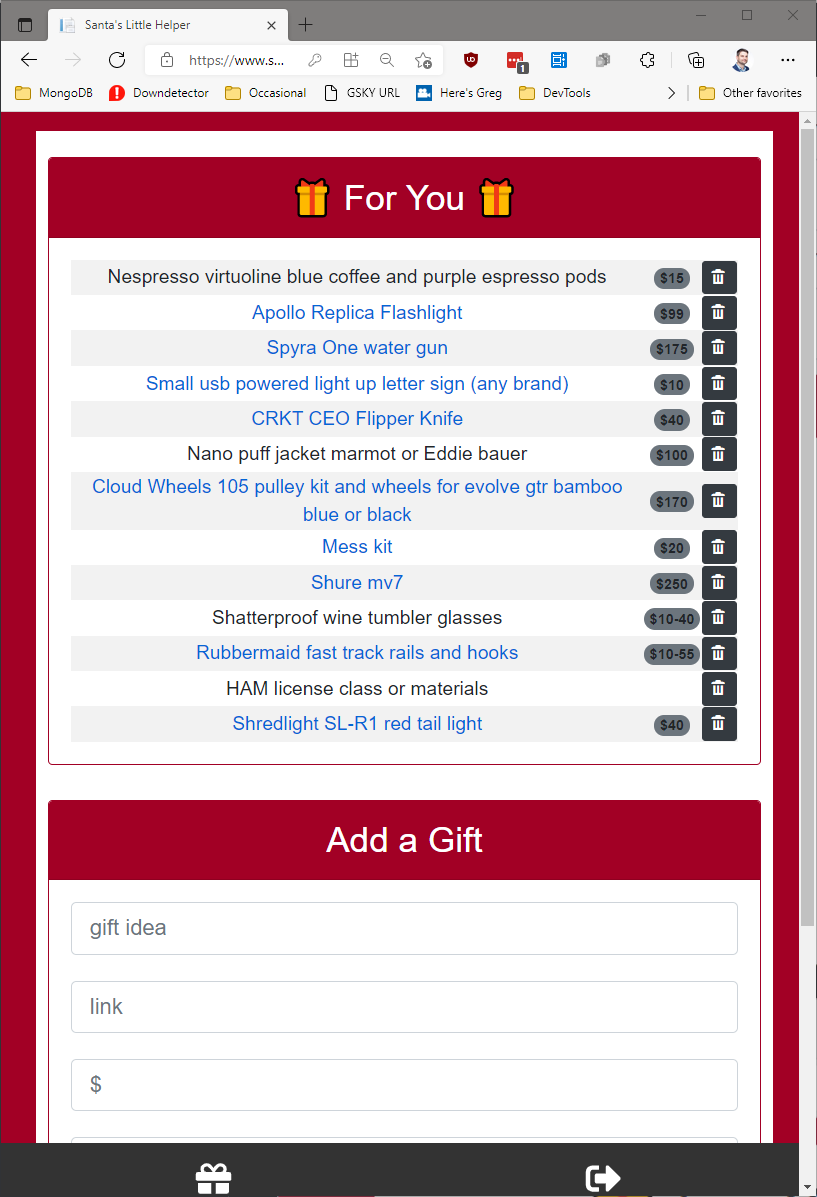 Santa's Little Helper
https://www.s...
1
MongoDB
Downdetector
Occasional
GSKY URL
Here's Greg
DevTools
Other favorites
For You
Nespresso virtuoline blue coffee and purple espresso pods $15
Apollo Replica Flashlight $99
Spyra One water gun $175
Small usb powered light up letter sign (any brand) $10
CRKT CEO Flipper Knife $40
Nano puff jacket marmot or Eddie bauer $100
Cloud Wheels 105 pulley kit and wheels for evolve gtr bamboo
blue or black $170
Mess kit $20
Shure mv7 $250
Shatterproof wine tumbler glasses $10-40
Rubbermaid fast track rails and hooks $10-55
HAM license class or materials
Shredlight SL-R1 red tail light $40
Add a Gift
gift idea
link
$